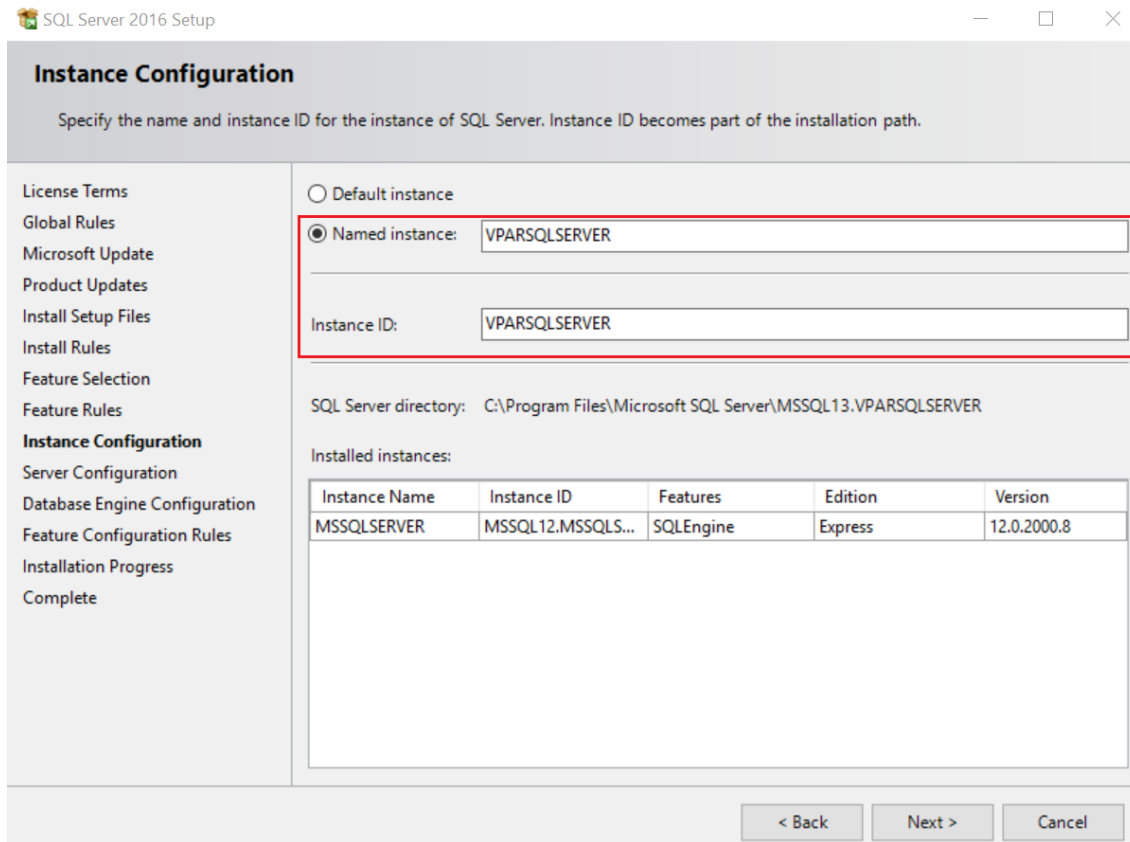 SQL Server 2016 Setup
Instance Configuration
Specify the name and instance ID for the instance of SQL Server. Instance ID becomes part of the installation path.
License Terms
Global Rules
Microsoft Update
Product Updates
Install Setup Files
Install Rules
Feature Selection
Feature Rules
Instance Configuration
Server Configuration
Database Engine Configuration
Feature Configuration Rules
Installation Progress
Complete
Default instance
Named instance: VPARSQLSERVER
Instance ID: VPARSQLSERVER
SQL Server directory: C:\Program Files\Microsoft SQL Server\MSSQL13.VPARSQLSERVER
Installed instances:
Instance Name Instance ID Features Edition Version
MSSQLSERVER MSSQL12.MSSQLS... SQLEngine Express 12.0.2000.8
< Back Next > Cancel